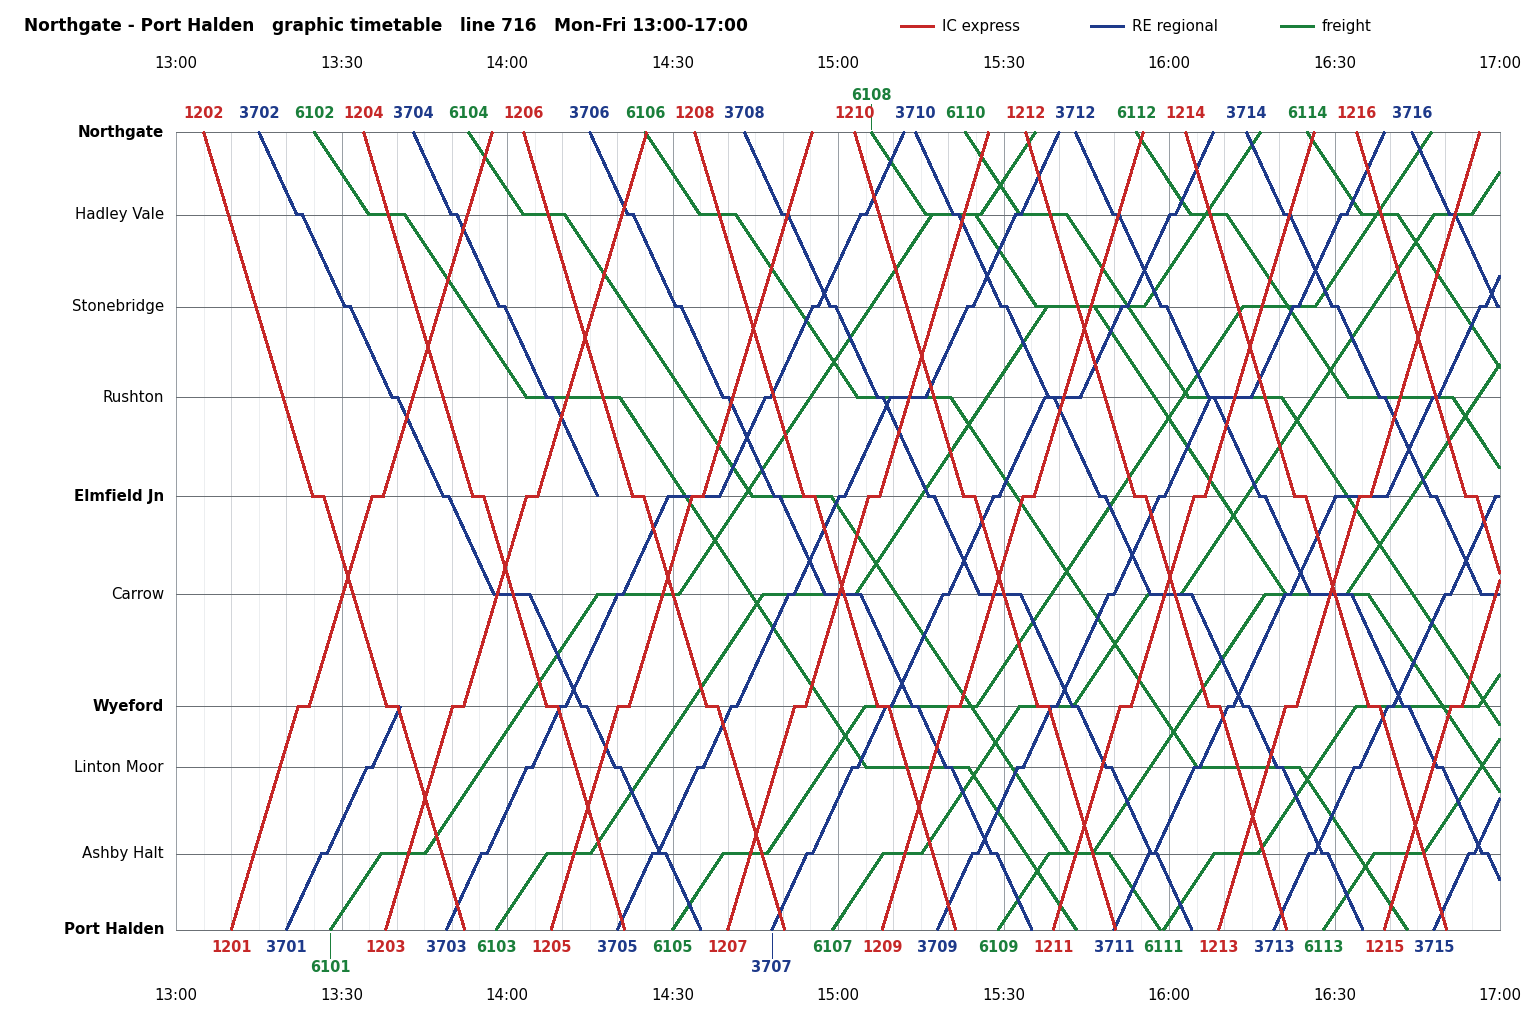 Northgate - Port Halden   graphic timetable   line 716   Mon-Fri 13:00-17:00
IC express   RE regional   freight
13:00 13:30 14:00 14:30 15:00 15:30 16:00 16:30 17:00
6108
1202 3702 6102 1204 3704 6104 1206 3706 6106 1208 3708 1210 3710 6110 1212 3712 6112 1214 3714 6114 1216 3716
Northgate
Hadley Vale
Stonebridge
Rushton
Elmfield Jn
Carrow
Wyeford
Linton Moor
Ashby Halt
Port Halden
1201 3701 1203 3703 6103 1205 3705 6105 1207 6107 1209 3709 6109 1211 3711 6111 1213 3713 6113 1215 3715
6101 3707
13:00 13:30 14:00 14:30 15:00 15:30 16:00 16:30 17:00